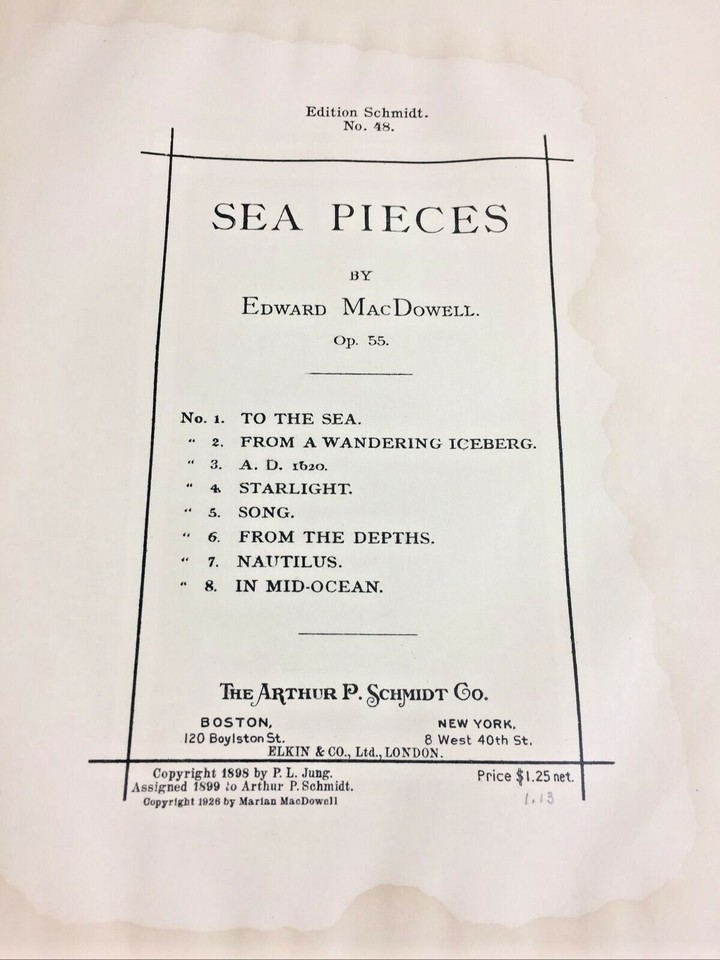 Edition Schmidt.
No. 48.
SEA PIECES
BY
EDWARD MACDOWELL.
Op. 55.
No. 1. TO THE SEA.
" 2. FROM A WANDERING ICEBERG.
" 3. A. D. 1620.
" 4. STARLIGHT.
" 5. SONG.
" 6. FROM THE DEPTHS.
" 7. NAUTILUS.
" 8. IN MID-OCEAN.
THE ARTHUR P. SCHMIDT CO.
BOSTON, NEW YORK,
120 Boylston St. 8 West 40th St.
ELKIN & CO., Ltd., LONDON.
Copyright 1898 by P. L. Jung. Price $1.25 net.
Assigned 1899 to Arthur P. Schmidt.
Copyright 1926 by Marian MacDowell
1.13